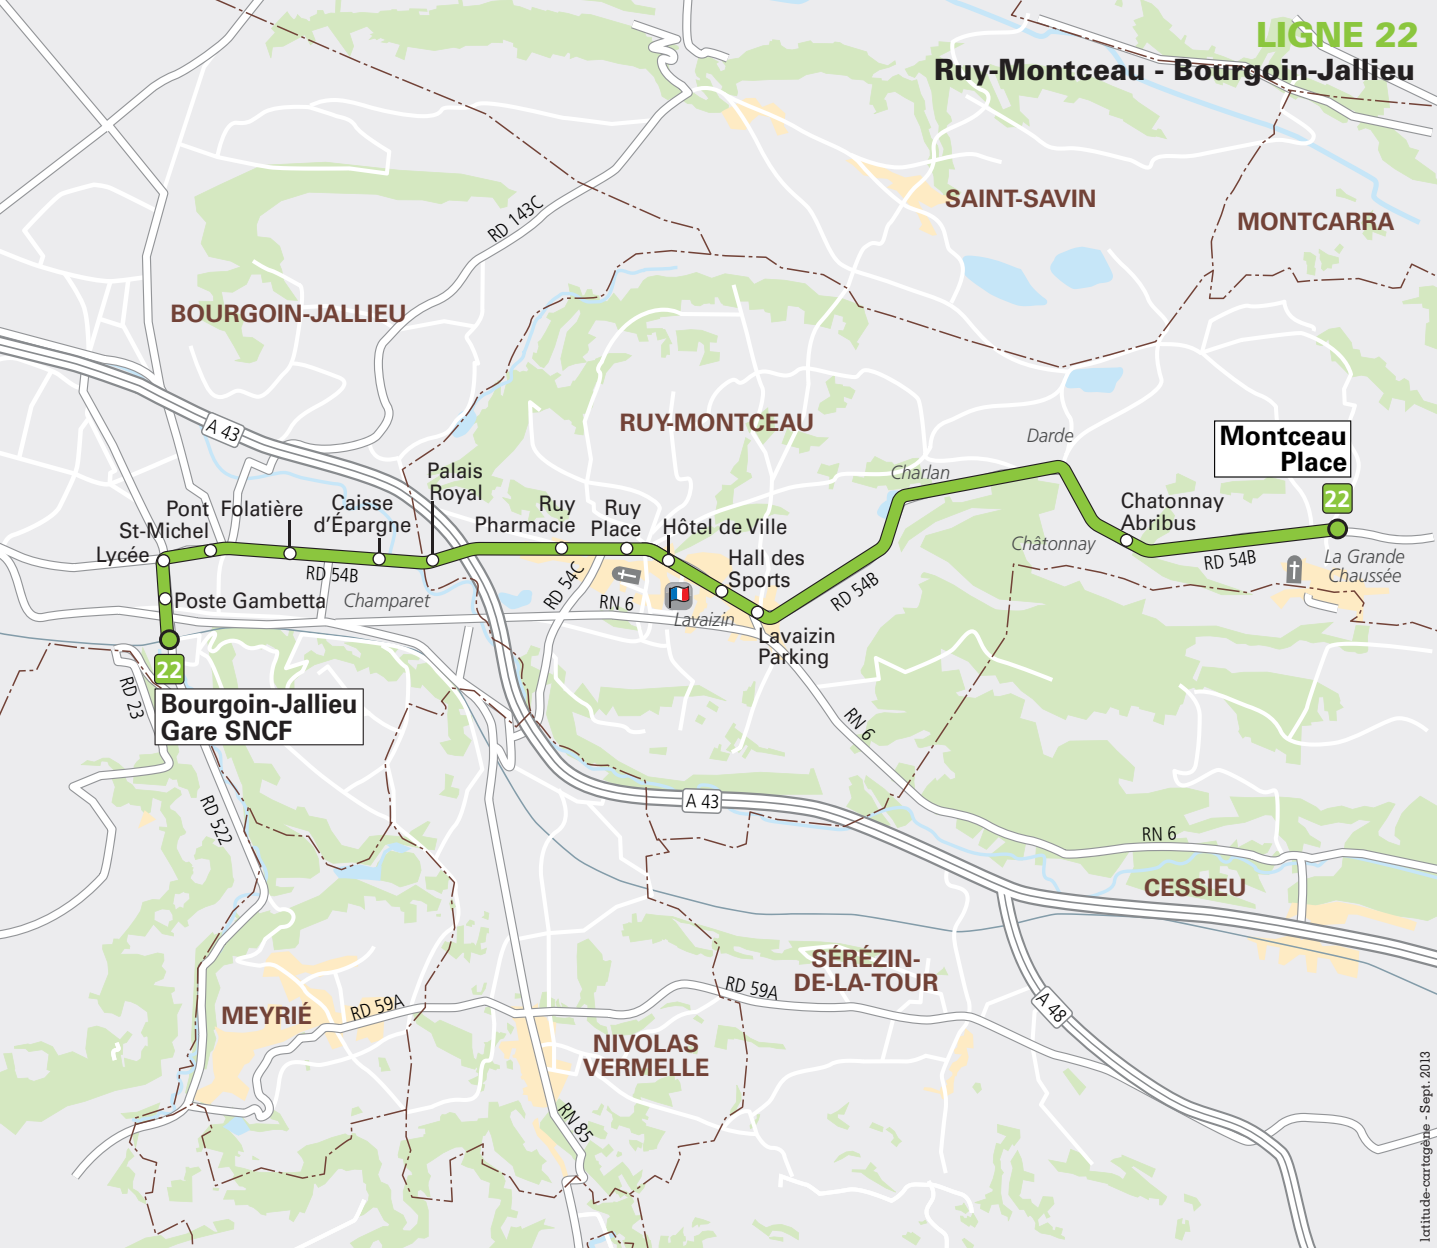 LIGNE 22
Ruy-Montceau - Bourgoin-Jallieu
SAINT-SAVIN
MONTCARRA
RD 143C
BOURGOIN-JALLIEU
A 43
RUY-MONTCEAU
Darde
Charlan
Montceau
Place
22
Palais
Royal
Pont
St-Michel
Folatière
Caisse
d'Épargne
Ruy
Pharmacie
Ruy
Place
Hôtel de Ville
Chatonnay
Abribus
Châtonnay
Lycée
RD 54B
Hall des
Sports
RD 54B
La Grande
Chaussée
RD 54C
RD 54B
Poste Gambetta
Champaret
RN 6
Lavaizin
Lavaizin
Parking
22
RD 23
Bourgoin-Jallieu
Gare SNCF
RN 6
A 43
RD 522
RN 6
CESSIEU
SÉRÉZIN-
DE-LA-TOUR
RD 59A
RD 59A
MEYRIÉ
A 48
NIVOLAS
VERMELLE
RN 85
latitude-cartagène - Sept. 2013